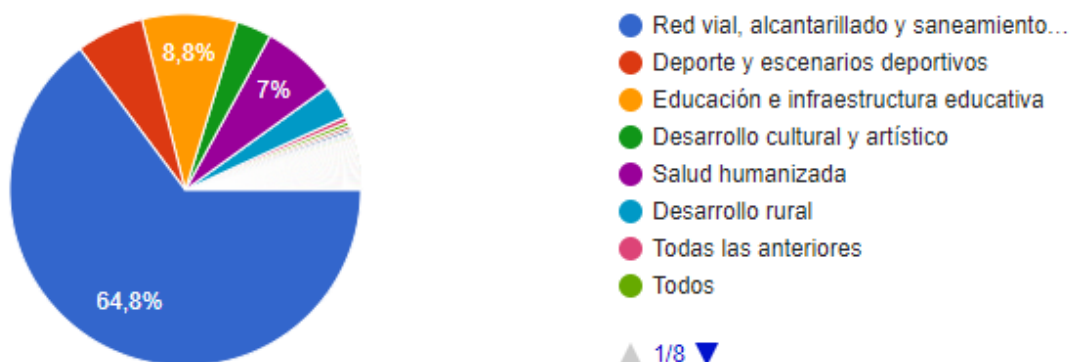 8,8%
7%
64,8%
Red vial, alcantarillado y saneamiento...
Deporte y escenarios deportivos
Educación e infraestructura educativa
Desarrollo cultural y artístico
Salud humanizada
Desarrollo rural
Todas las anteriores
Todos
1/8